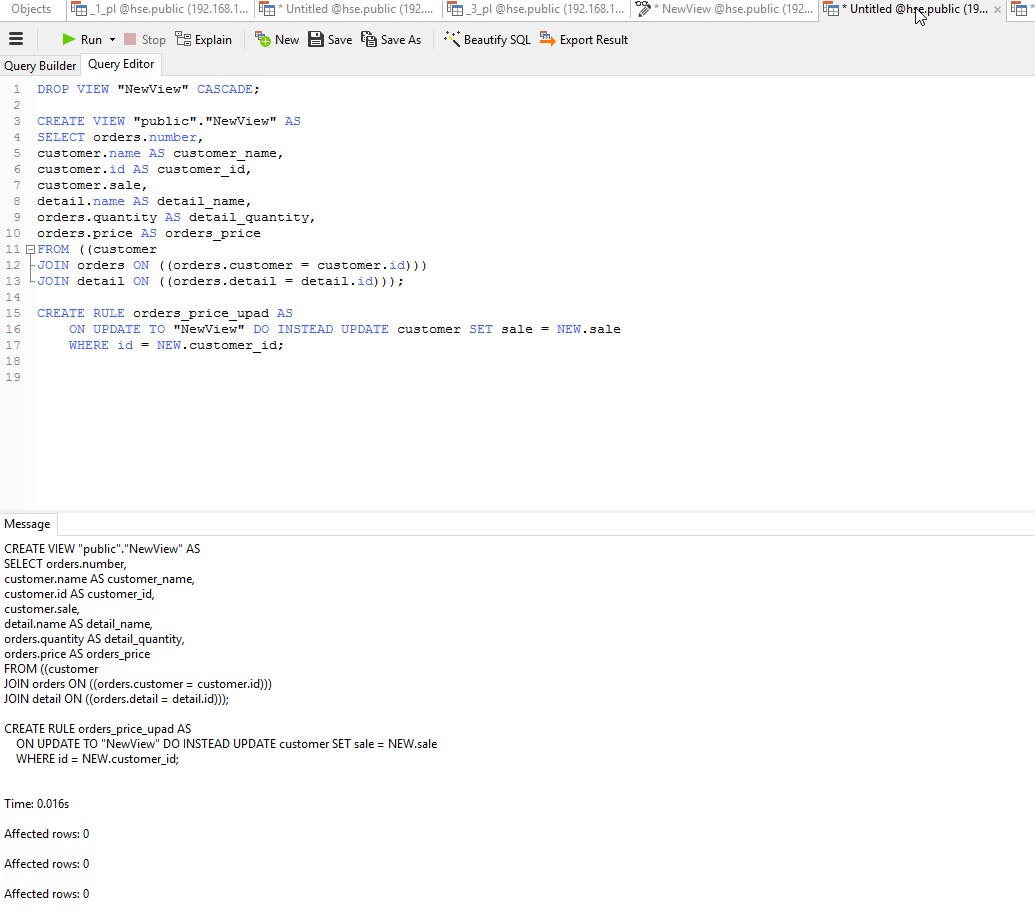 Objects
_1_pl @hse.public (192.168.1...
* Untitled @hse.public (192....
_3_pl @hse.public (192.168.1...
* NewView @hse.public (192...
* Untitled @hse.public (19...
*
Run
Stop
Explain
New
Save
Save As
Beautify SQL
Export Result
Query Builder
Query Editor
1 DROP VIEW "NewView" CASCADE;
2
3 CREATE VIEW "public"."NewView" AS
4 SELECT orders.number,
5 customer.name AS customer_name,
6 customer.id AS customer_id,
7 customer.sale,
8 detail.name AS detail_name,
9 orders.quantity AS detail_quantity,
10 orders.price AS orders_price
11 FROM ((customer
12 JOIN orders ON ((orders.customer = customer.id)))
13 JOIN detail ON ((orders.detail = detail.id)));
14
15 CREATE RULE orders_price_upad AS
16 ON UPDATE TO "NewView" DO INSTEAD UPDATE customer SET sale = NEW.sale
17 WHERE id = NEW.customer_id;
18
19
Message
CREATE VIEW "public"."NewView" AS
SELECT orders.number,
customer.name AS customer_name,
customer.id AS customer_id,
customer.sale,
detail.name AS detail_name,
orders.quantity AS detail_quantity,
orders.price AS orders_price
FROM ((customer
JOIN orders ON ((orders.customer = customer.id)))
JOIN detail ON ((orders.detail = detail.id)));
CREATE RULE orders_price_upad AS
ON UPDATE TO "NewView" DO INSTEAD UPDATE customer SET sale = NEW.sale
WHERE id = NEW.customer_id;
Time: 0.016s
Affected rows: 0
Affected rows: 0
Affected rows: 0